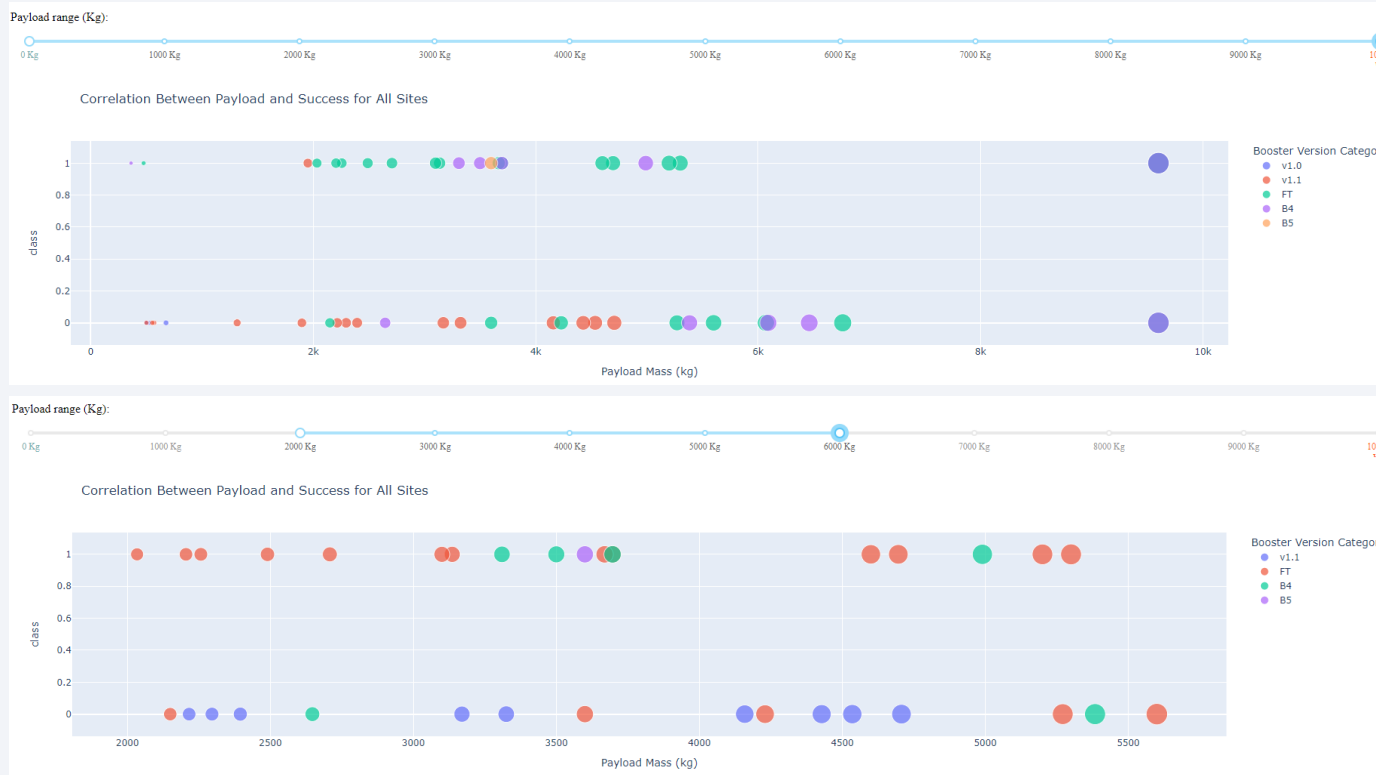 Payload range (Kg):
0 Kg 1000 Kg 2000 Kg 3000 Kg 4000 Kg 5000 Kg 6000 Kg 7000 Kg 8000 Kg 9000 Kg 10
Correlation Between Payload and Success for All Sites
Booster Version Catego
v1.0
v1.1
FT
B4
B5
1
0.8
0.6
0.4
0.2
0
class
0 2k 4k 6k 8k 10k
Payload Mass (kg)
Payload range (Kg):
0 Kg 1000 Kg 2000 Kg 3000 Kg 4000 Kg 5000 Kg 6000 Kg 7000 Kg 8000 Kg 9000 Kg 10
Correlation Between Payload and Success for All Sites
Booster Version Catego
v1.1
FT
B4
B5
1
0.8
0.6
0.4
0.2
0
class
2000 2500 3000 3500 4000 4500 5000 5500
Payload Mass (kg)